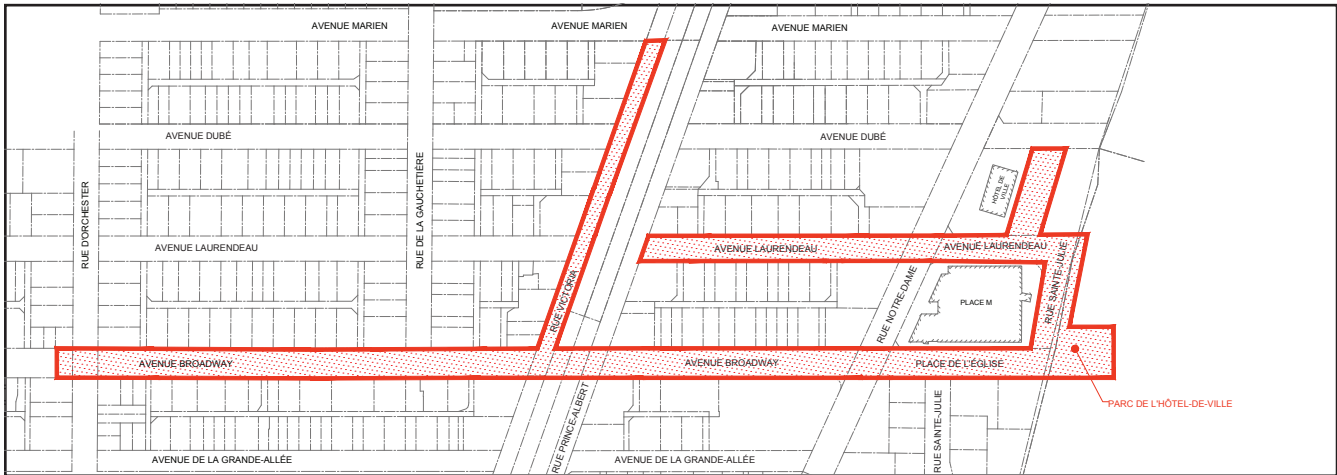 AVENUE MARIEN
AVENUE MARIEN
AVENUE MARIEN
AVENUE DUBÉ
AVENUE DUBÉ
RUE D'ORCHESTER
RUE DE LA GAUCHETIÈRE
HÔTEL DE
VILLE
AVENUE LAURENDEAU
AVENUE LAURENDEAU
AVENUE LAURENDEAU
RUE VICTORIA
RUE NOTRE-DAME
RUE SAINTE-JULIE
PLACE M
AVENUE BROADWAY
AVENUE BROADWAY
PLACE DE L'ÉGLISE
PARC DE L'HÔTEL-DE-VILLE
RUE PRINCE-ALBERT
RUE SAINTE-JULIE
AVENUE DE LA GRANDE-ALLÉE
AVENUE DE LA GRANDE-ALLÉE